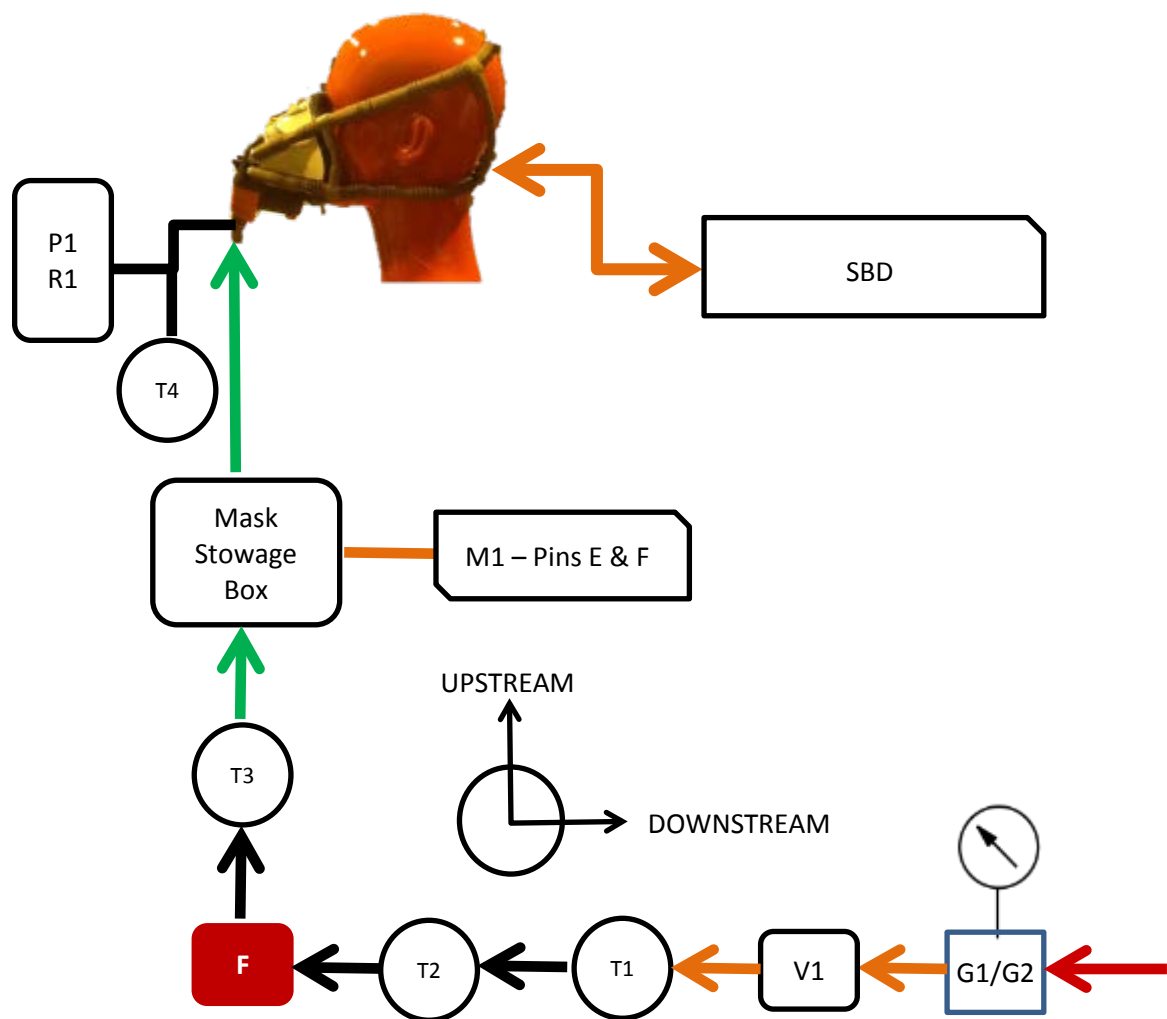 P1
R1
SBD
T4
Mask
Stowage
Box
M1 – Pins E & F
UPSTREAM
T3
DOWNSTREAM
F
T2
T1
V1
G1/G2